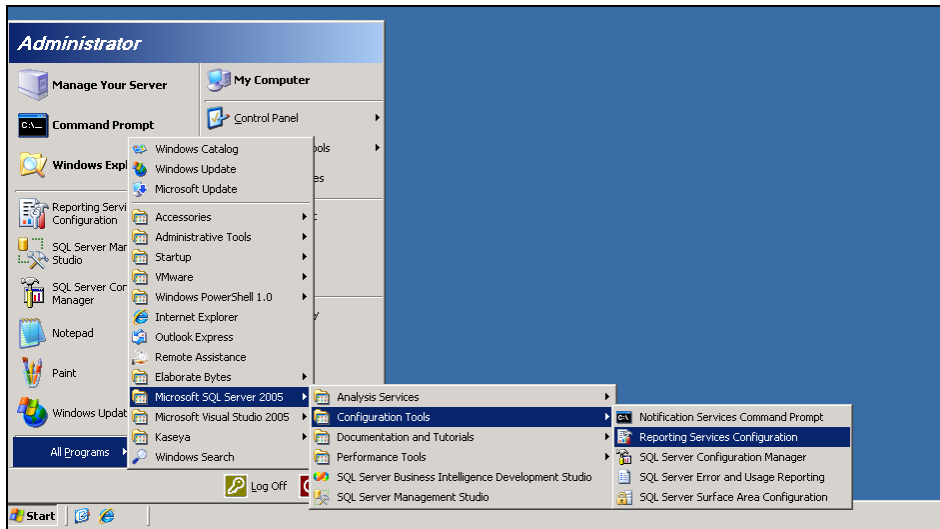 Administrator
Manage Your Server
My Computer
Command Prompt
Control Panel
Windows Expl
ools
es
Reporting Servi
Configuration
SQL Server Man
Studio
SQL Server Con
Manager
Notepad
Paint
Windows Updat
All Programs
Windows Catalog
Windows Update
Microsoft Update
Accessories
Administrative Tools
Startup
VMware
Windows PowerShell 1.0
Internet Explorer
Outlook Express
Remote Assistance
Elaborate Bytes
Microsoft SQL Server 2005
Microsoft Visual Studio 2005
Kaseya
Windows Search
Analysis Services
Configuration Tools
Documentation and Tutorials
Performance Tools
SQL Server Business Intelligence Development Studio
SQL Server Management Studio
Notification Services Command Prompt
Reporting Services Configuration
SQL Server Configuration Manager
SQL Server Error and Usage Reporting
SQL Server Surface Area Configuration
Log Off
Start